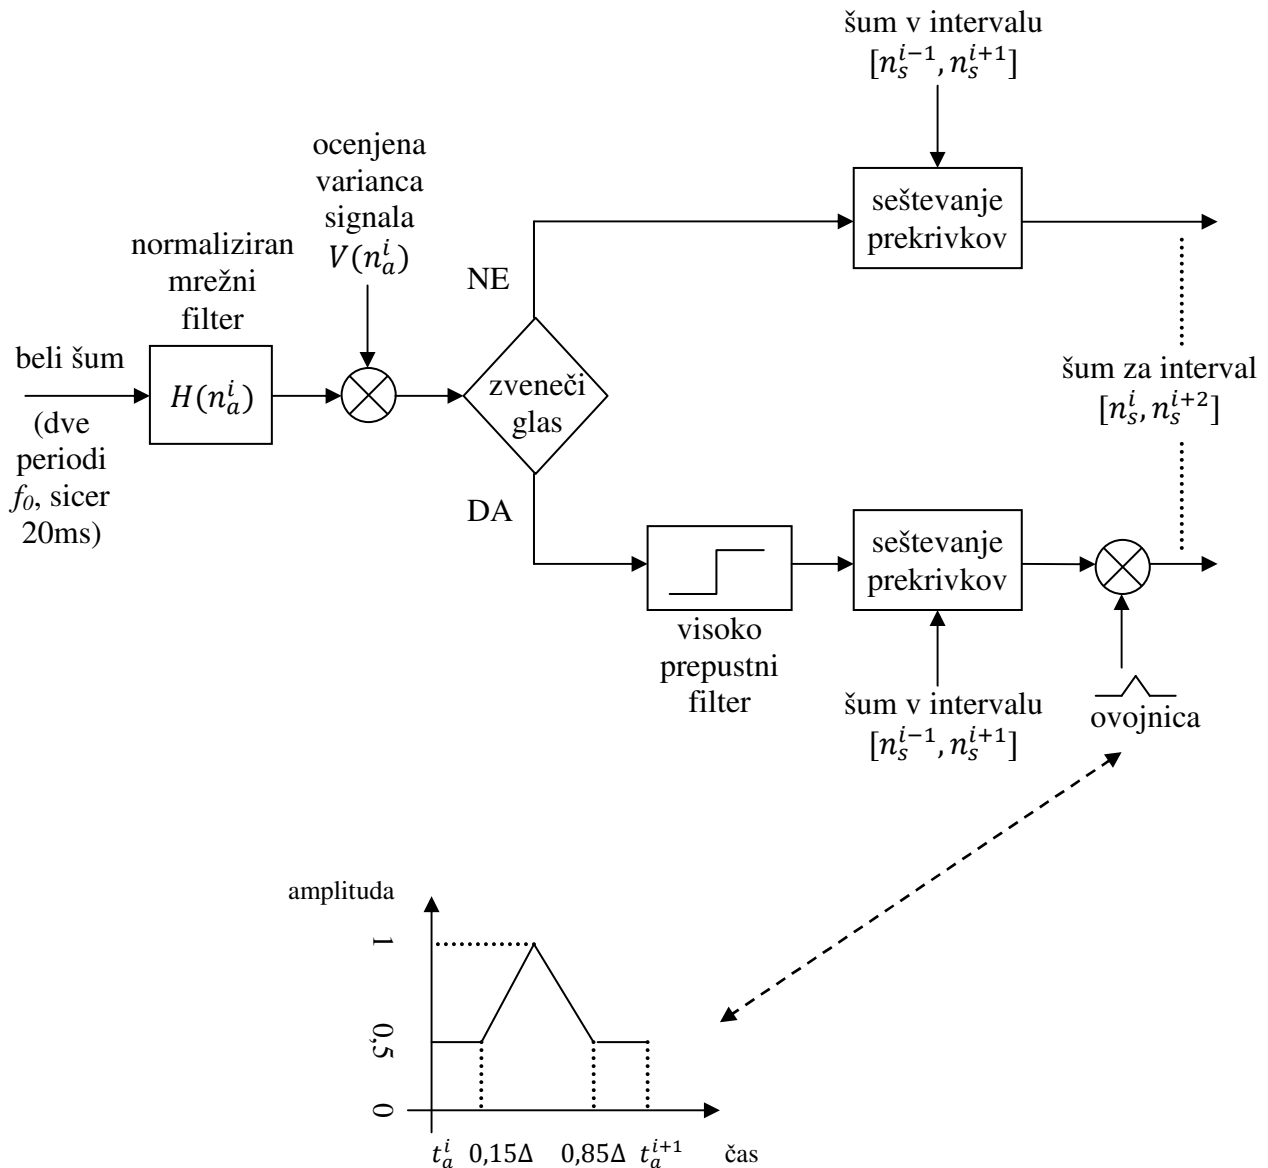 šum v intervalu
[n_s^{i-1}, n_s^{i+1}]
ocenjena
varianca
signala
V(n_a^i)
normaliziran
mrežni
filter
beli šum
H(n_a^i)
(dve
periodi
f_0, sicer
20ms)
NE
zveneči
glas
DA
seštevanje
prekrivkov
šum za interval
[n_s^i, n_s^{i+2}]
visoko
prepustni
filter
seštevanje
prekrivkov
šum v intervalu
[n_s^{i-1}, n_s^{i+1}]
ovojnica
amplituda
1
0,5
0
t_a^i 0,15Δ 0,85Δ t_a^{i+1} čas